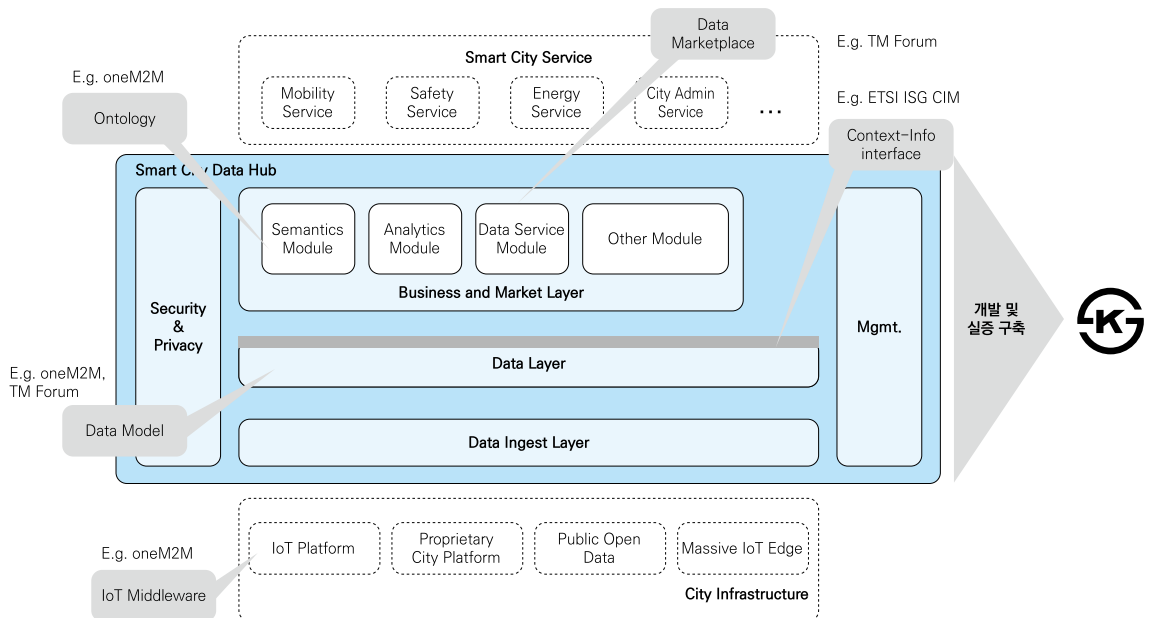 Data
Marketplace
E.g. TM Forum
Smart City Service
E.g. oneM2M
Mobility
Service
Safety
Service
Energy
Service
City Admin
Service
...
E.g. ETSI ISG CIM
Ontology
Context-Info
interface
Smart City Data Hub
Semantics
Module
Analytics
Module
Data Service
Module
Other Module
Business and Market Layer
Security
&
Privacy
Mgmt.
개발 및
실증 구축
K
Data Layer
E.g. oneM2M,
TM Forum
Data Model
Data Ingest Layer
E.g. oneM2M
IoT Platform
Proprietary
City Platform
Public Open
Data
Massive IoT Edge
IoT Middleware
City Infrastructure